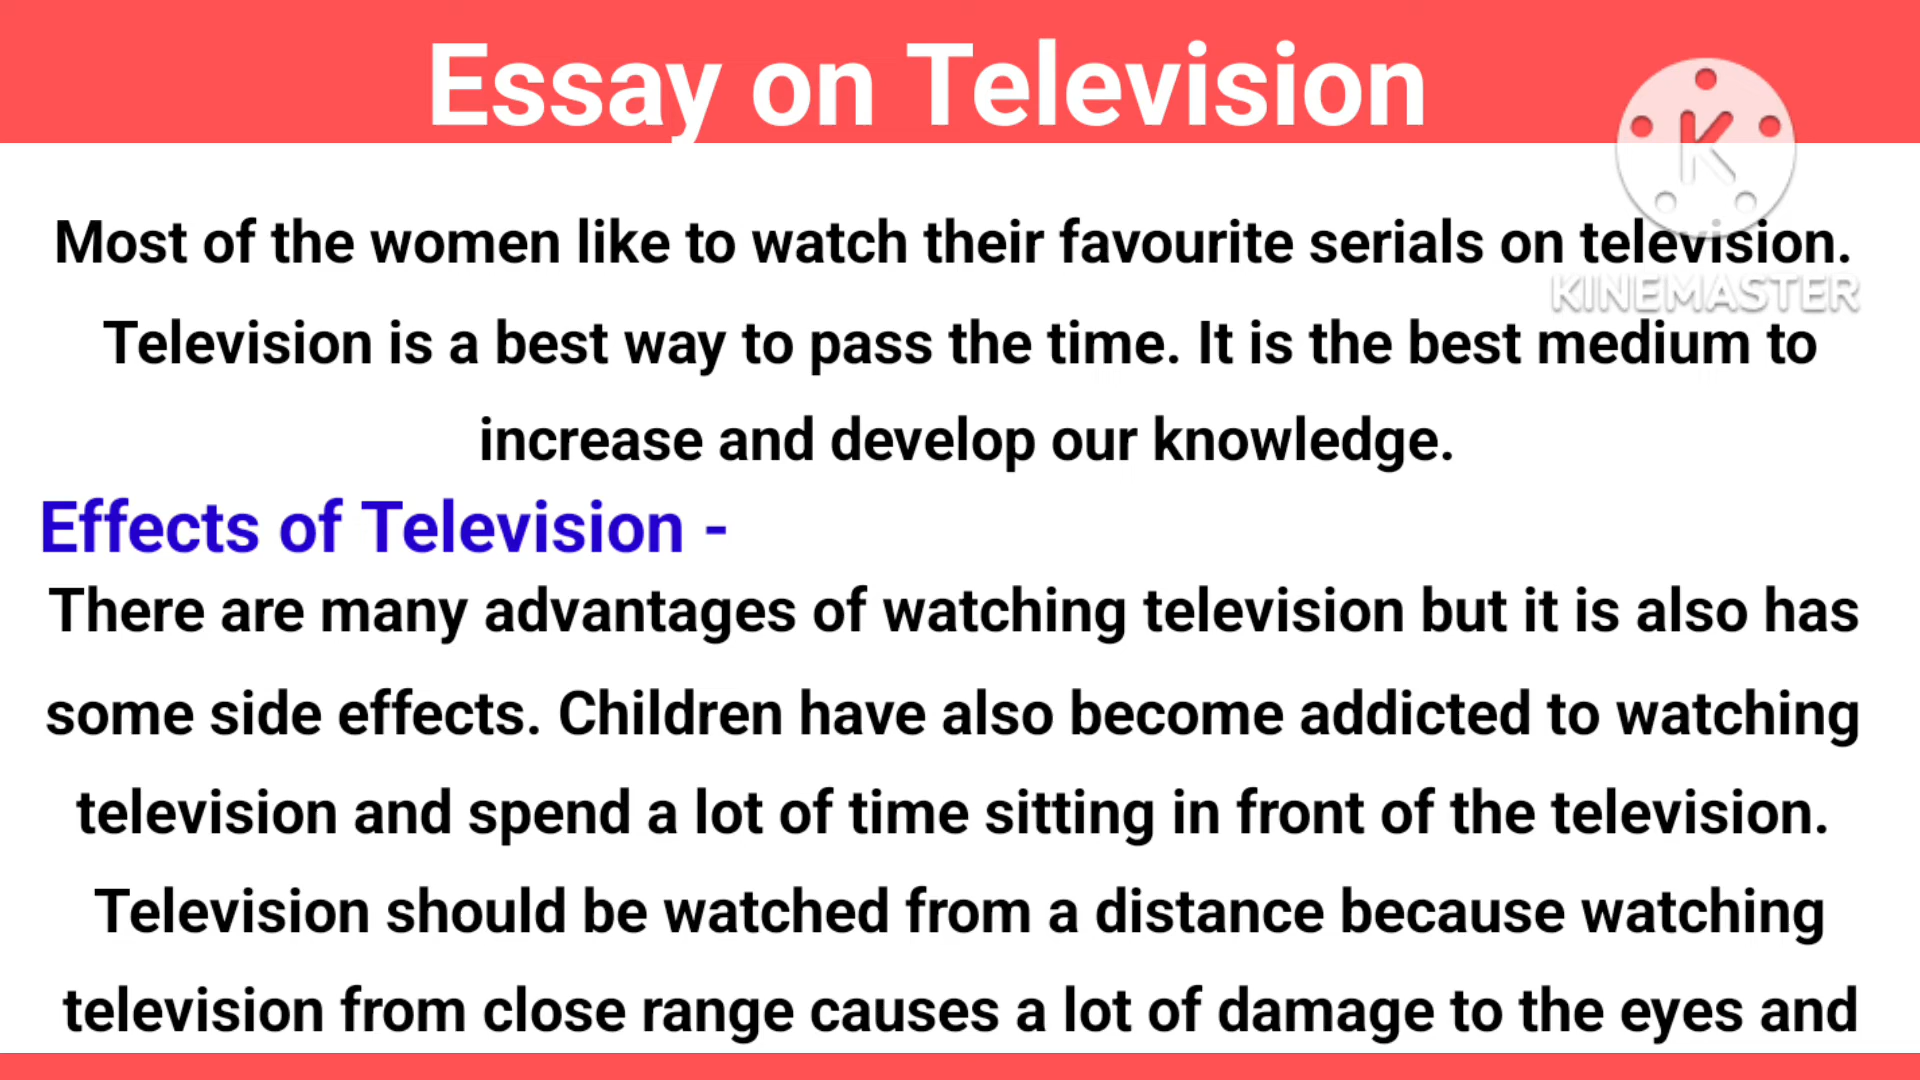 Essay on Television
K
KINEMASTER
Most of the women like to watch their favourite serials on television.
Television is a best way to pass the time. It is the best medium to
increase and develop our knowledge.
Effects of Television -
There are many advantages of watching television but it is also has
some side effects. Children have also become addicted to watching
television and spend a lot of time sitting in front of the television.
Television should be watched from a distance because watching
television from close range causes a lot of damage to the eyes and